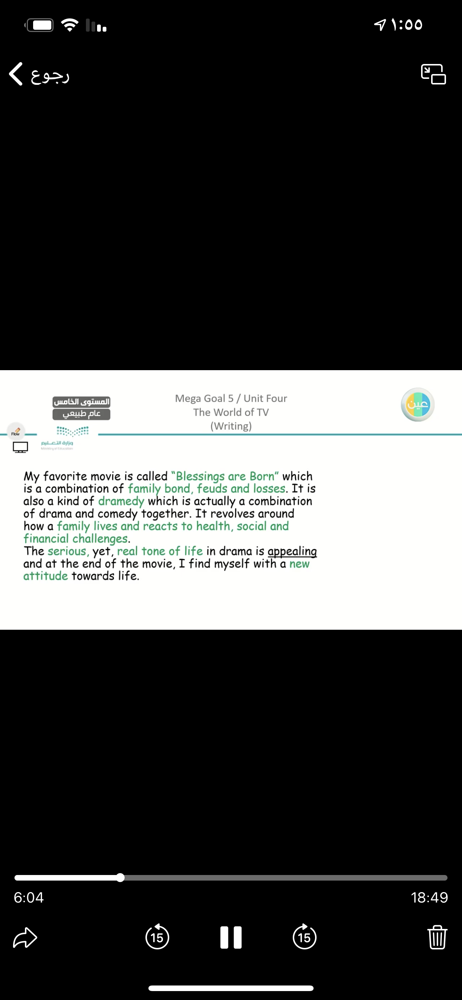 ١:٥٥
رجوع
المستوى الخامس
عام طبيعي
Mega Goal 5 / Unit Four
The World of TV
(Writing)
عين
Flow
وزارة التعليم
Ministry of Education
My favorite movie is called “Blessings are Born” which
is a combination of family bond, feuds and losses. It is
also a kind of dramedy which is actually a combination
of drama and comedy together. It revolves around
how a family lives and reacts to health, social and
financial challenges.
The serious, yet, real tone of life in drama is appealing
and at the end of the movie, I find myself with a new
attitude towards life.
6:04
18:49
15
15